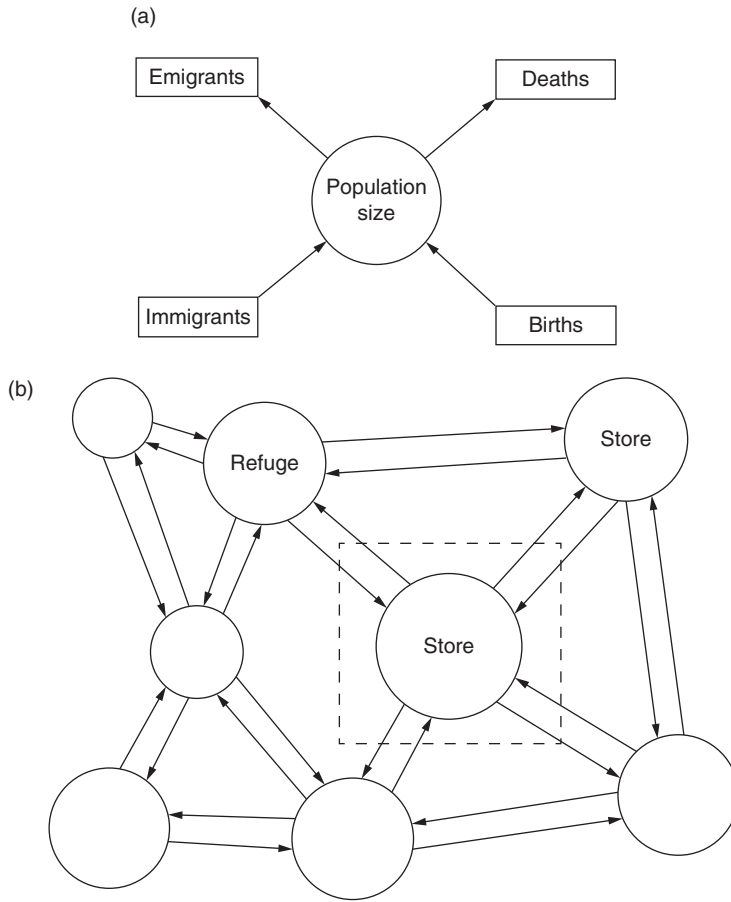 (a)
Emigrants
Deaths
Population
size
Immigrants
Births
(b)
Refuge
Store
Store